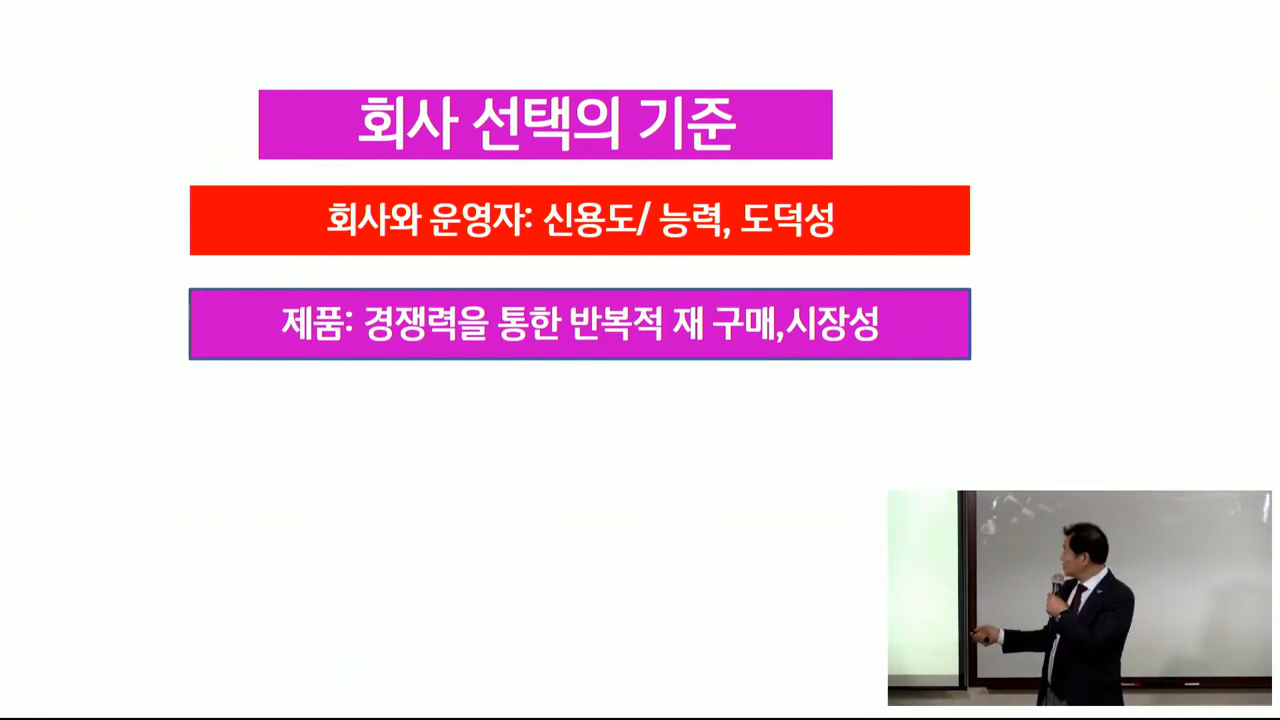 회사 선택의 기준
회사와 운영자: 신용도/ 능력, 도덕성
제품: 경쟁력을 통한 반복적 재 구매,시장성